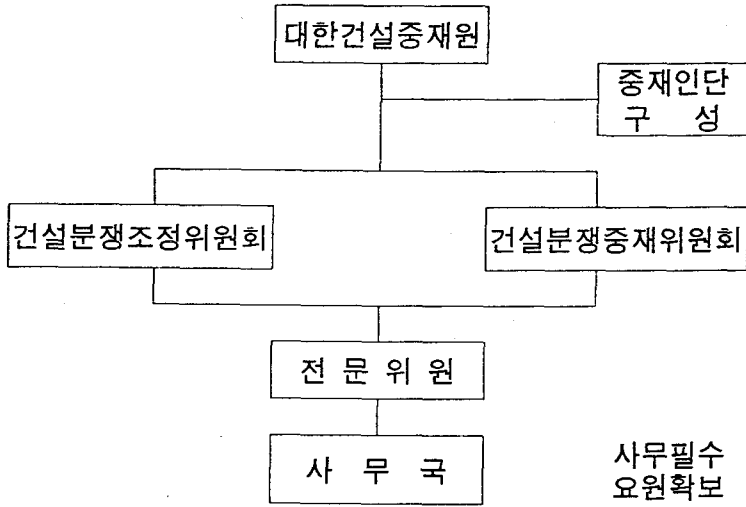 대한건설중재원
중재인단
구 성
건설분쟁조정위원회
건설분쟁중재위원회
전 문 위 원
사 무 국
사무필수
요원확보